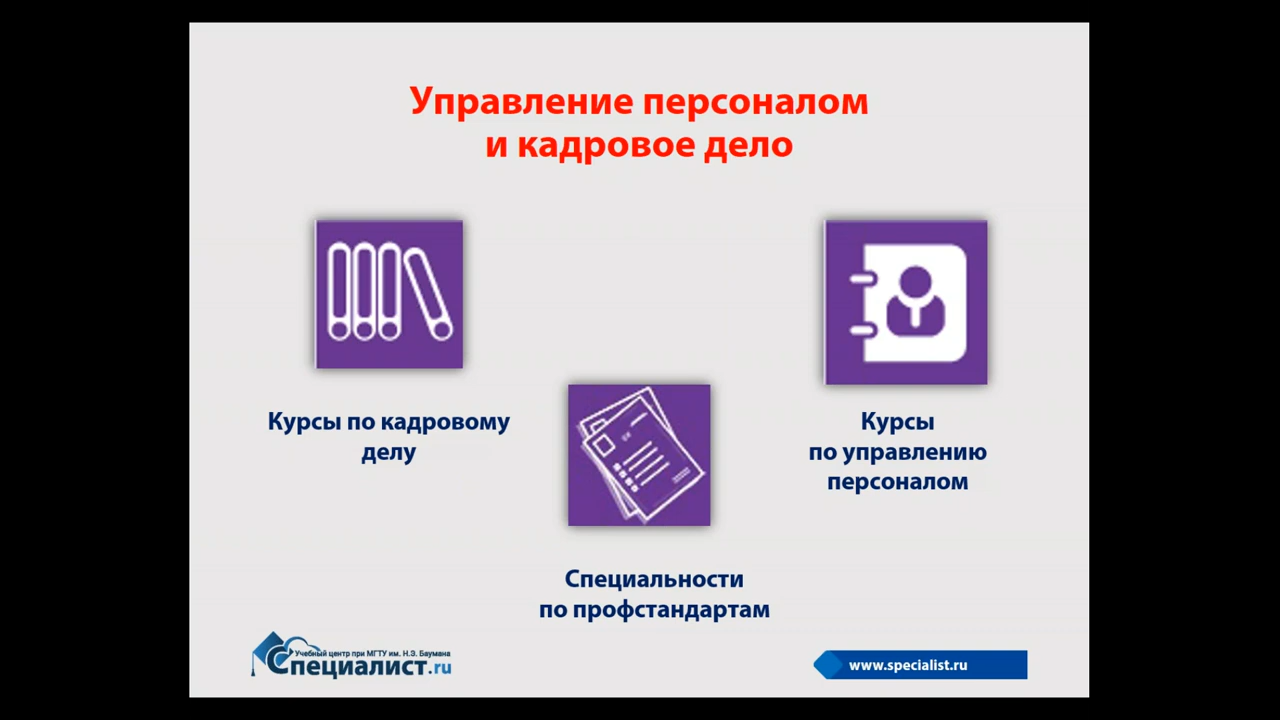 Управление персоналом
и кадровое дело
Курсы по кадровому
делу
Курсы
по управлению
персоналом
Специальности
по профстандартам
Учебный центр при МГТУ им. Н.Э. Баумана
Специалист.ru
www.specialist.ru